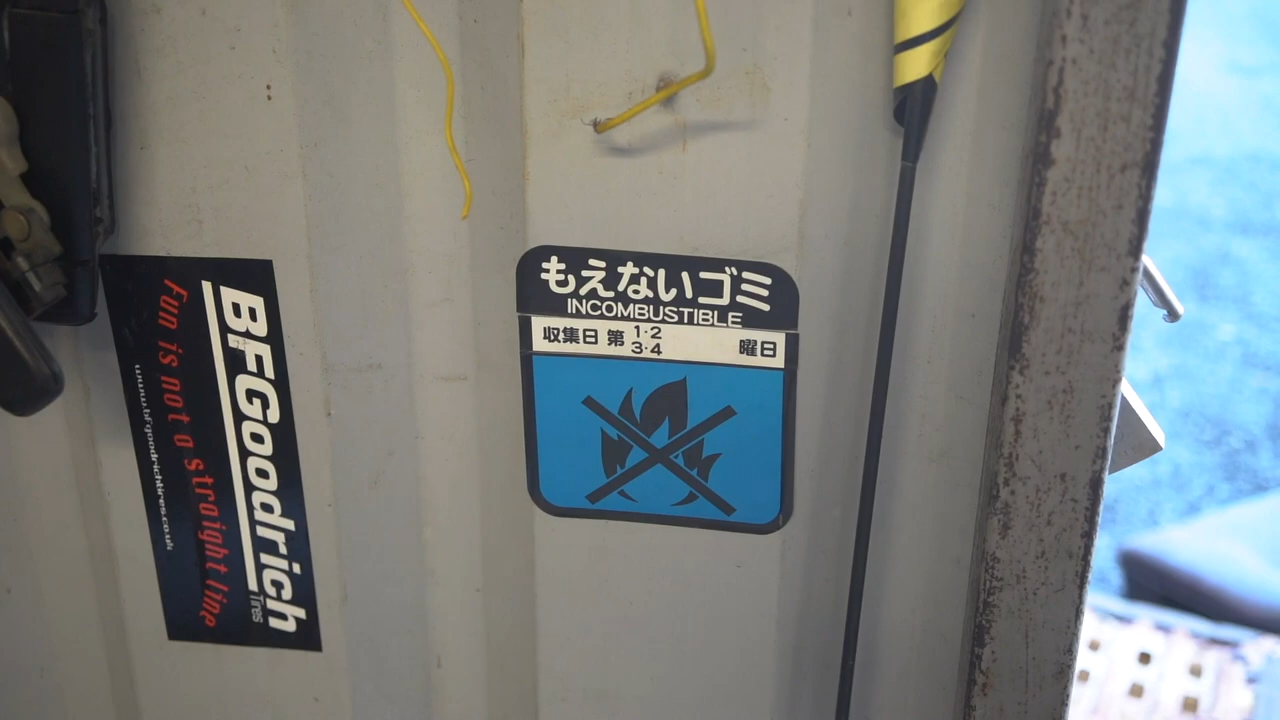 BFGoodrich
Tires
Fun is not a straight line
www.bfgoodrichtires.co.uk
もえないゴミ
INCOMBUSTIBLE
収集日 第 1·2
3·4 曜日